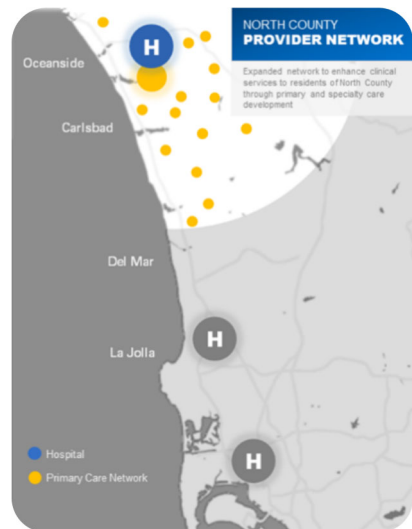 NORTH COUNTY
PROVIDER NETWORK
Expanded network to enhance clinical
services to residents of North County
through primary and specialty care
development
H
Oceanside
Carlsbad
Del Mar
H
La Jolla
H
Hospital
Primary Care Network